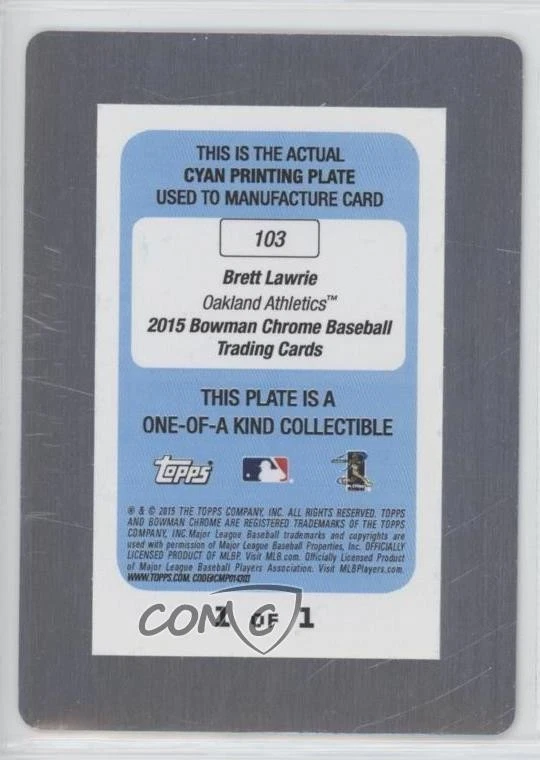 THIS IS THE ACTUAL
CYAN PRINTING PLATE
USED TO MANUFACTURE CARD
103
Brett Lawrie
Oakland Athletics™
2015 Bowman Chrome Baseball
Trading Cards
THIS PLATE IS A
ONE-OF-A KIND COLLECTIBLE
topps
® & © 2015 THE TOPPS COMPANY, INC. ALL RIGHTS RESERVED. TOPPS
AND BOWMAN CHROME ARE REGISTERED TRADEMARKS OF THE TOPPS
COMPANY, INC.Major League Baseball trademarks and copyrights are
used with permission of Major League Baseball Properties, Inc. OFFICIALLY
LICENSED PRODUCT OF MLBP. Visit MLB.com. Officially Licensed Product
of Major League Baseball Players Association. Visit MLBPlayers.com.
WWW.TOPPS.COM. CODE#CMP014303
COMC
1 OF 1